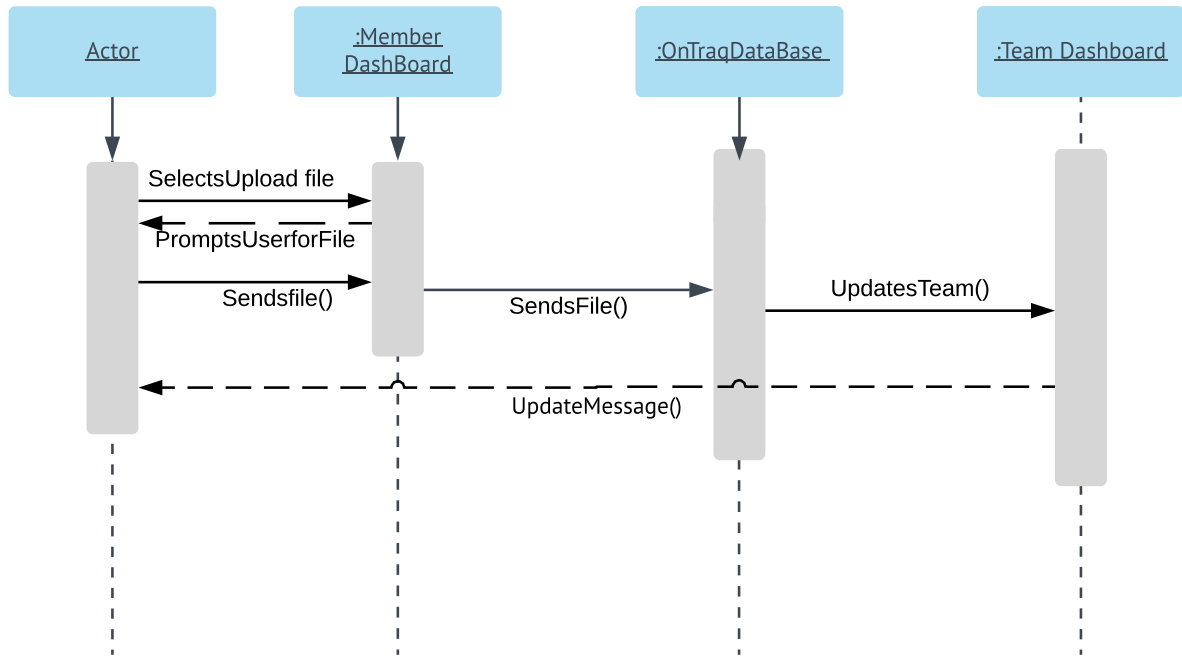 Actor
:Member
DashBoard
:OnTraqDataBase
:Team Dashboard
SelectsUpload file
PromptsUserforFile
Sendsfile()
SendsFile()
UpdatesTeam()
UpdateMessage()